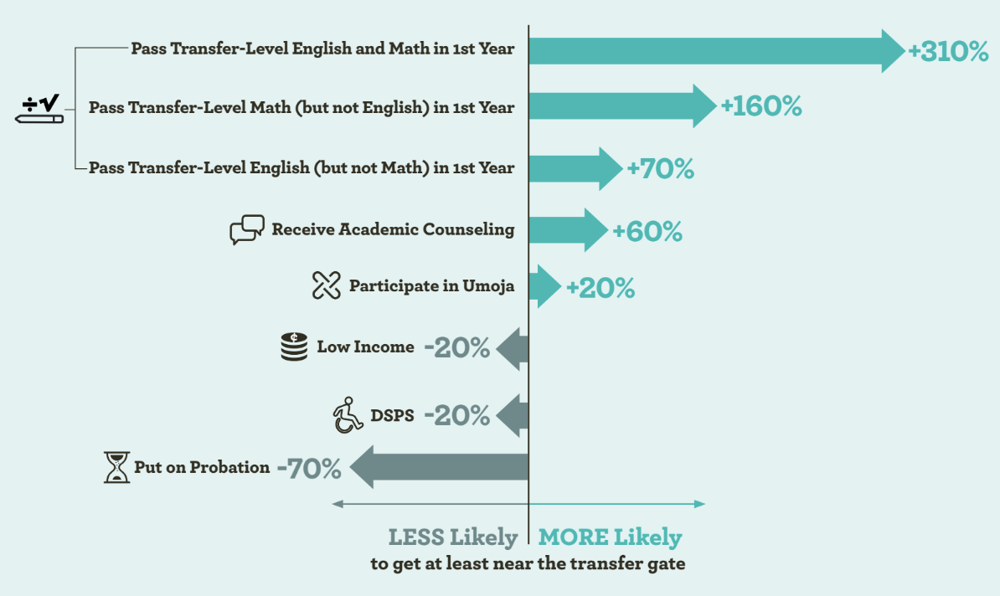 Pass Transfer-Level English and Math in 1st Year +310%
Pass Transfer-Level Math (but not English) in 1st Year +160%
Pass Transfer-Level English (but not Math) in 1st Year +70%
Receive Academic Counseling +60%
Participate in Umoja +20%
Low Income -20%
DSPS -20%
Put on Probation -70%
LESS Likely MORE Likely
to get at least near the transfer gate